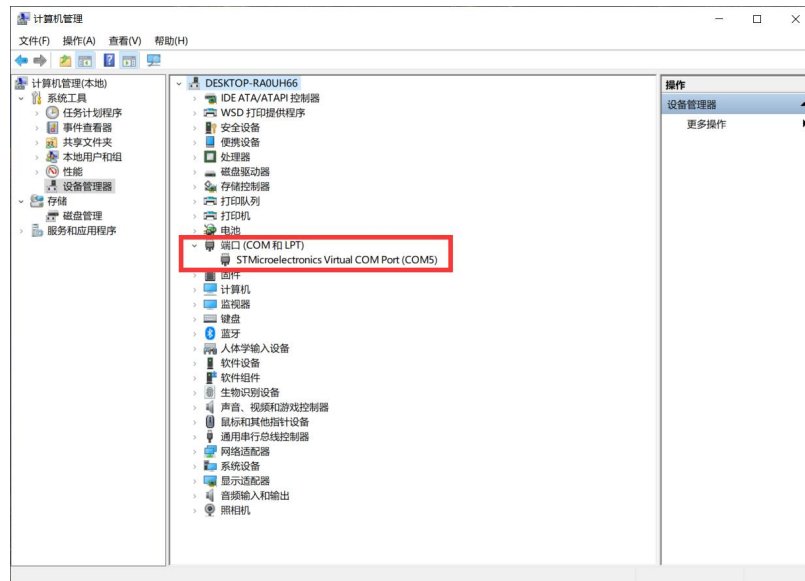 计算机管理
文件(F) 操作(A) 查看(V) 帮助(H)
计算机管理(本地)
系统工具
任务计划程序
事件查看器
共享文件夹
本地用户和组
性能
设备管理器
存储
磁盘管理
服务和应用程序
DESKTOP-RA0UH66
IDE ATA/ATAPI 控制器
WSD 打印提供程序
安全设备
便携设备
处理器
磁盘驱动器
存储控制器
打印队列
打印机
电池
端口 (COM 和 LPT)
STMicroelectronics Virtual COM Port (COM5)
固件
计算机
监视器
键盘
蓝牙
人体学输入设备
软件设备
软件组件
生物识别设备
声音、视频和游戏控制器
鼠标和其他指针设备
通用串行总线控制器
网络适配器
系统设备
显示适配器
音频输入和输出
照相机
操作
设备管理器
更多操作